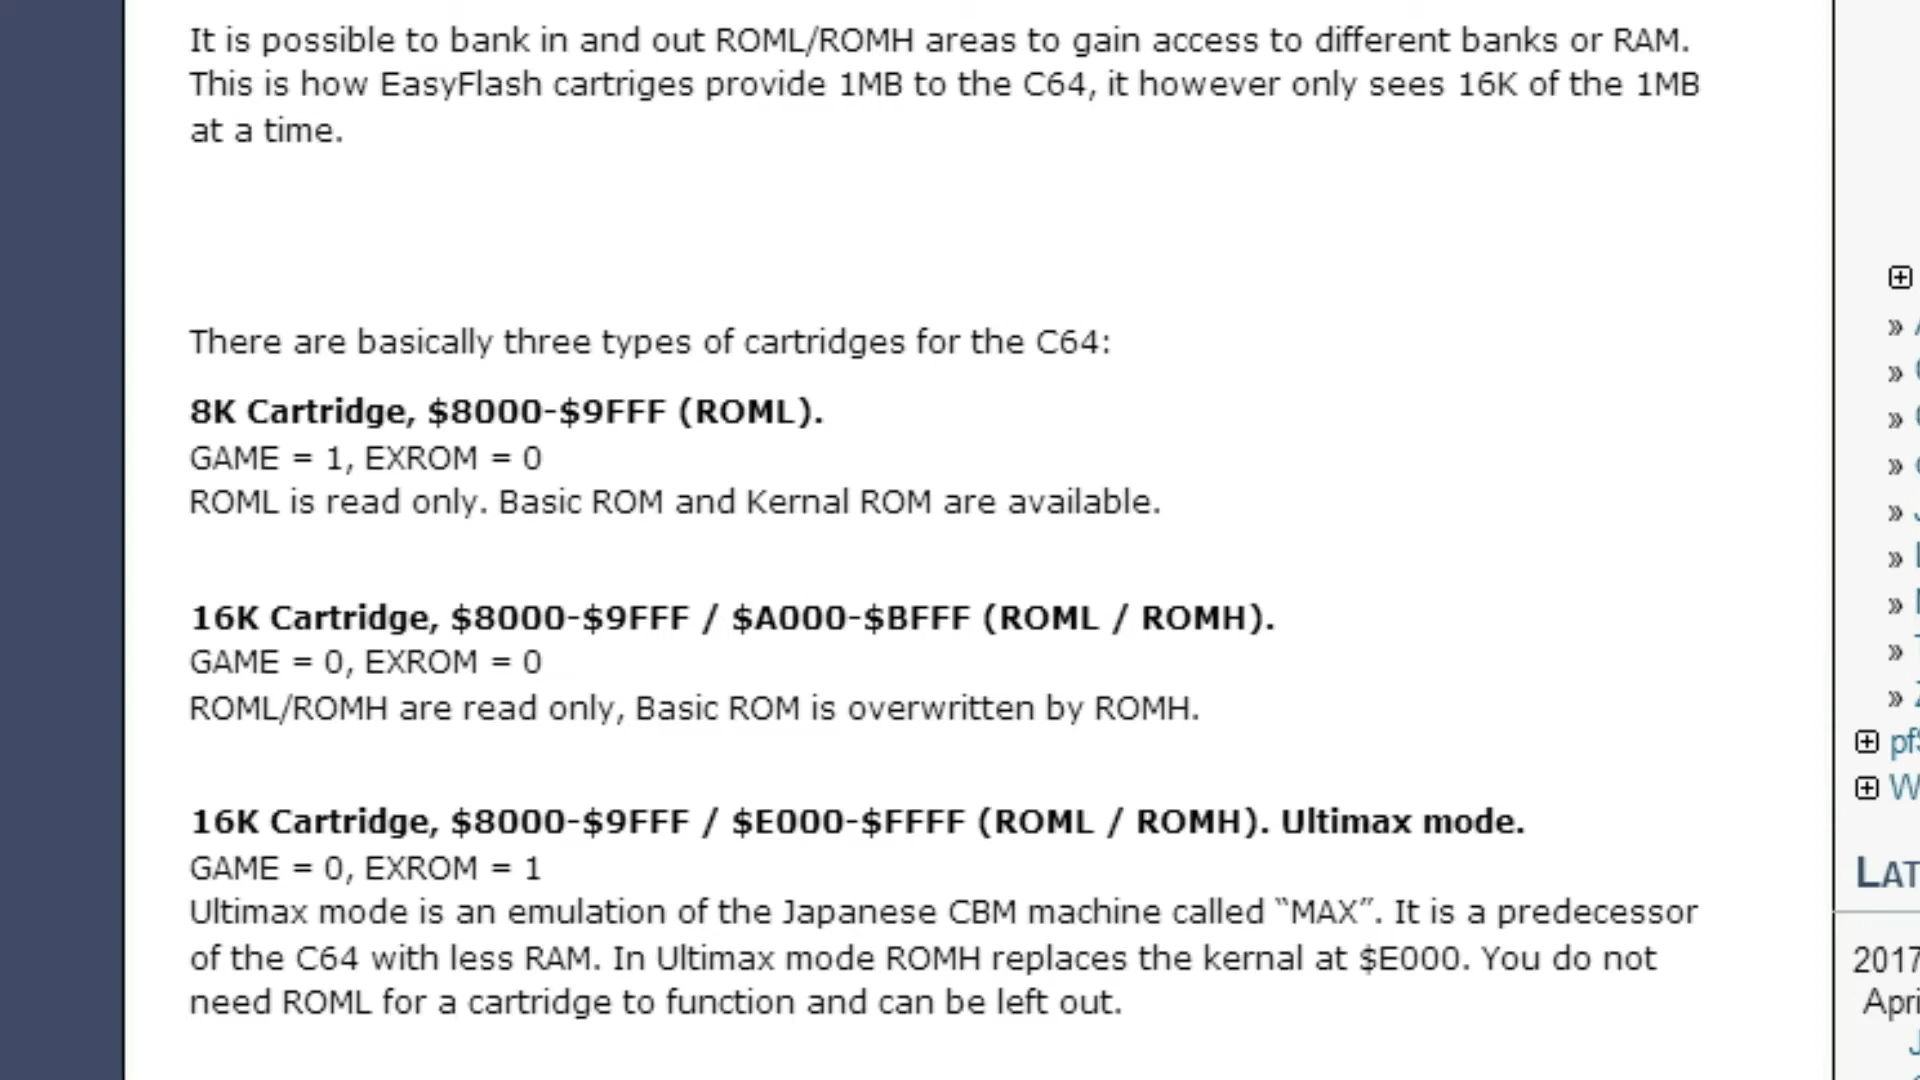 It is possible to bank in and out ROML/ROMH areas to gain access to different banks or RAM.
This is how EasyFlash cartriges provide 1MB to the C64, it however only sees 16K of the 1MB
at a time.
There are basically three types of cartridges for the C64:
8K Cartridge, $8000-$9FFF (ROML).
GAME = 1, EXROM = 0
ROML is read only. Basic ROM and Kernal ROM are available.
16K Cartridge, $8000-$9FFF / $A000-$BFFF (ROML / ROMH).
GAME = 0, EXROM = 0
ROML/ROMH are read only, Basic ROM is overwritten by ROMH.
16K Cartridge, $8000-$9FFF / $E000-$FFFF (ROML / ROMH). Ultimax mode.
GAME = 0, EXROM = 1
Ultimax mode is an emulation of the Japanese CBM machine called “MAX”. It is a predecessor
of the C64 with less RAM. In Ultimax mode ROMH replaces the kernal at $E000. You do not
need ROML for a cartridge to function and can be left out.
2017